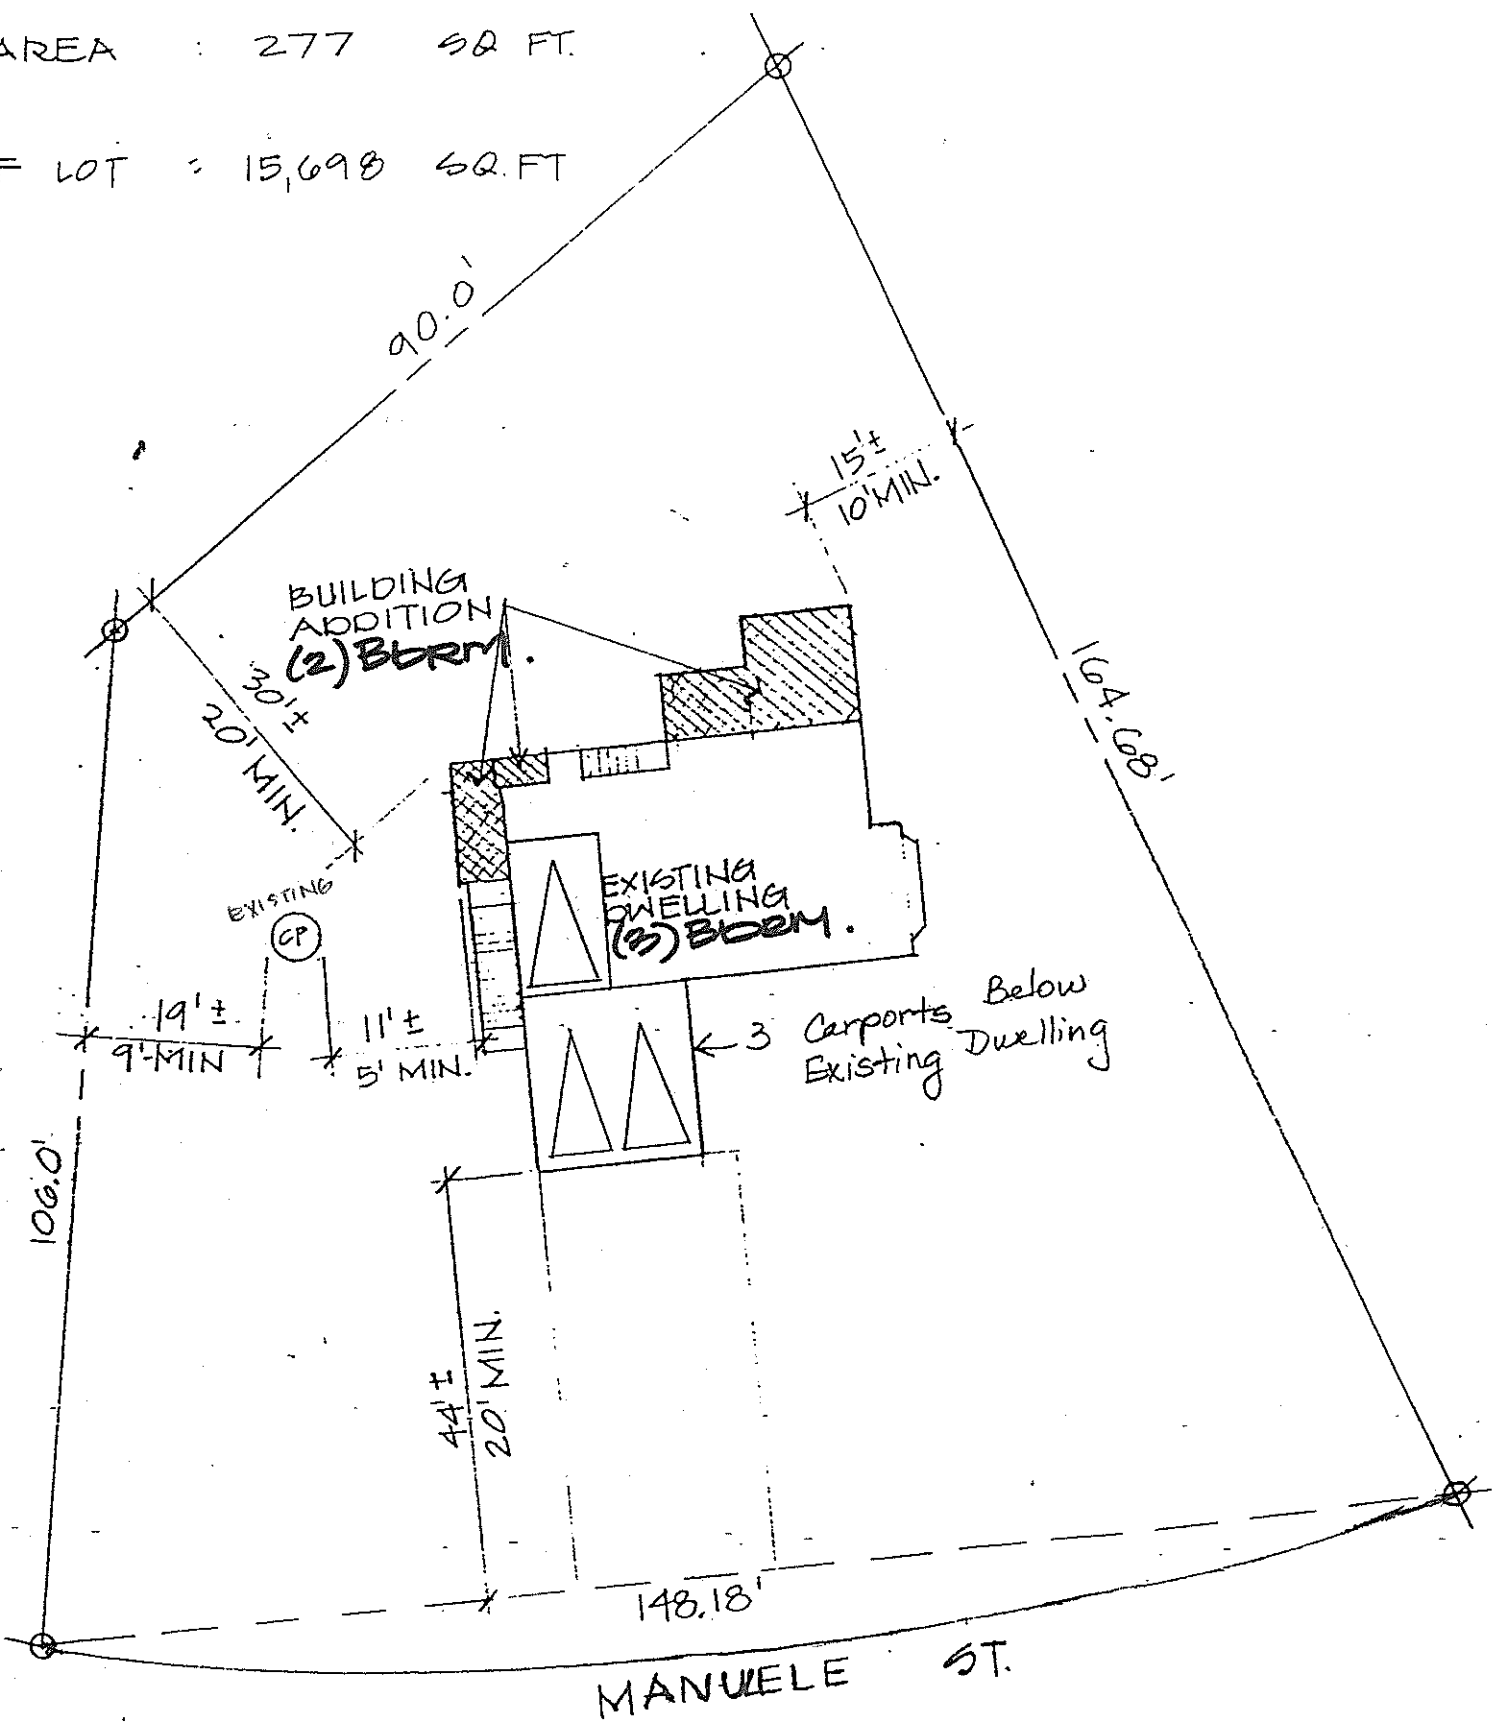 AREA : 277 SQ FT.
= LOT : 15,698 SQ.FT
90.0'
15'±
10' MIN.
BUILDING
ADDITION
(2) BDRM.
30'±
20' MIN.
164.68'
EXISTING
CP
EXISTING
DWELLING
(3) BDRM.
19'±
9'-MIN
11'±
5' MIN.
3 Carports Below
Existing Dwelling
106.0'
44'±
20' MIN.
148.18'
MANUELE ST.